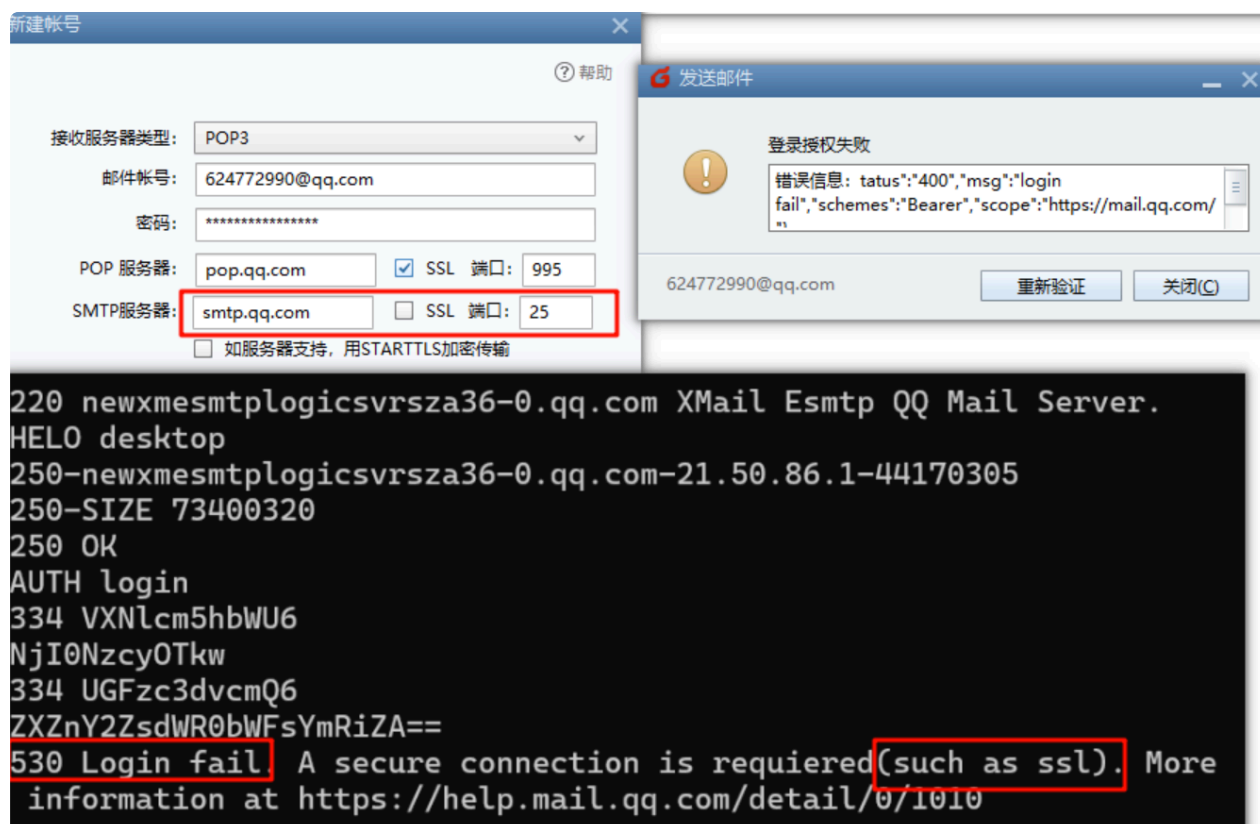 新建帐号
帮助
接收服务器类型: POP3
邮件帐号: 624772990@qq.com
密码: ****************
POP 服务器: pop.qq.com SSL 端口: 995
SMTP服务器: smtp.qq.com SSL 端口: 25
如服务器支持，用STARTTLS加密传输
发送邮件
登录授权失败
错误信息：tatus":"400","msg":"login
fail","schemes":"Bearer","scope":"https://mail.qq.com/
624772990@qq.com 重新验证 关闭(C)
220 newxmesmtplogicsvrsza36-0.qq.com XMail Esmtp QQ Mail Server.
HELO desktop
250-newxmesmtplogicsvrsza36-0.qq.com-21.50.86.1-44170305
250-SIZE 73400320
250 OK
AUTH login
334 VXNlcm5hbWU6
NjI0NzcyOTkw
334 UGFzc3dvcmQ6
ZXZnY2ZsdWR0bWFsYmRiZA==
530 Login fail. A secure connection is requiered(such as ssl). More
information at https://help.mail.qq.com/detail/0/1010